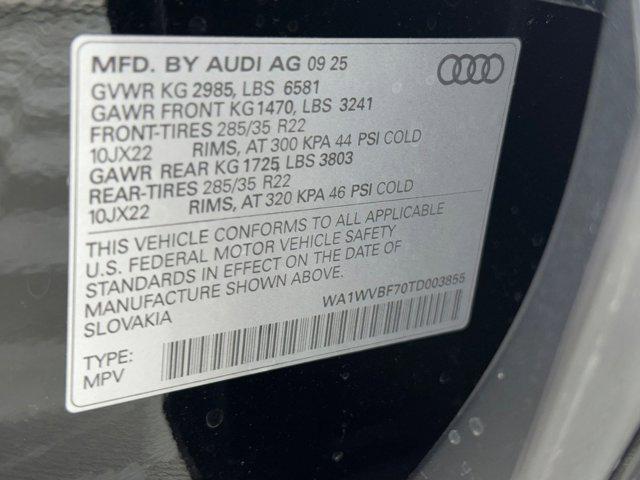 MFD. BY AUDI AG 09 25
GVWR KG 2985, LBS 6581
GAWR FRONT KG1470, LBS 3241
FRONT-TIRES 285/35 R22
10JX22 RIMS, AT 300 KPA 44 PSI COLD
GAWR REAR KG 1725, LBS 3803
REAR-TIRES 285/35 R22
10JX22 RIMS, AT 320 KPA 46 PSI COLD
THIS VEHICLE CONFORMS TO ALL APPLICABLE
U.S. FEDERAL MOTOR VEHICLE SAFETY
STANDARDS IN EFFECT ON THE DATE OF
MANUFACTURE SHOWN ABOVE.
SLOVAKIA
WA1WVBF70TD003855
TYPE:
MPV